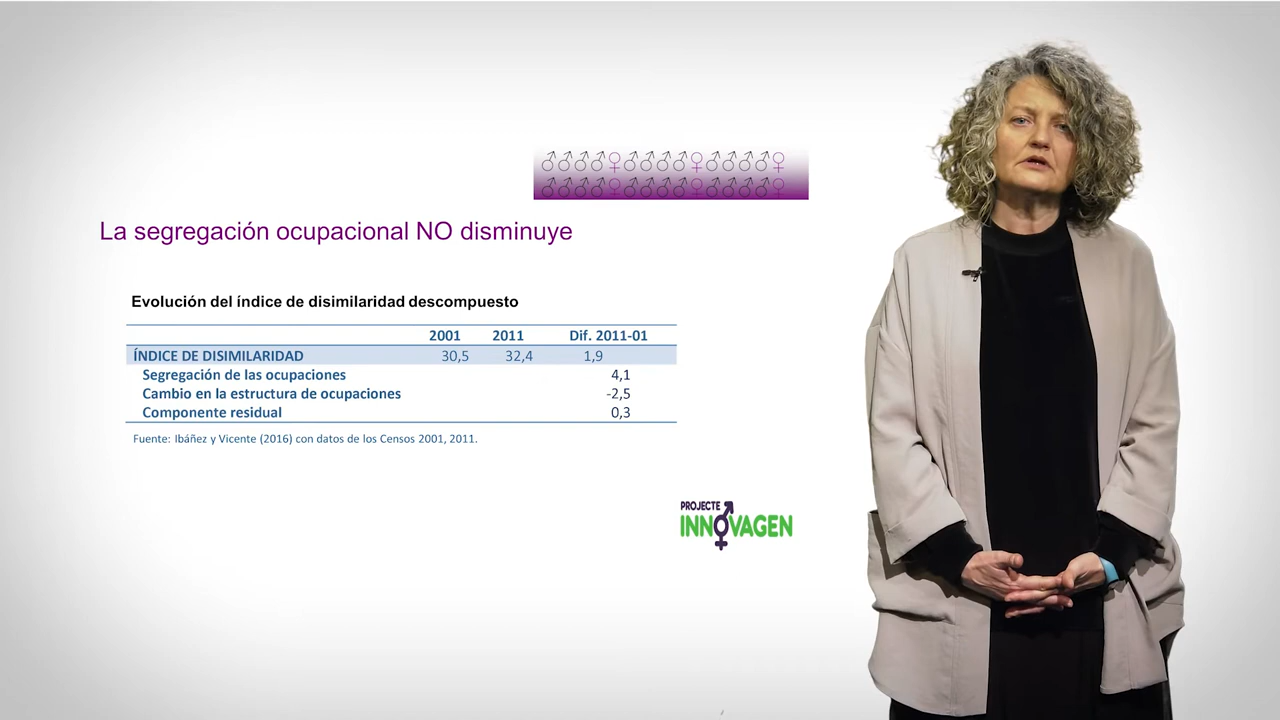 La segregación ocupacional NO disminuye
Evolución del índice de disimilaridad descompuesto
2001 2011 Dif. 2011-01
ÍNDICE DE DISIMILARIDAD 30,5 32,4 1,9
Segregación de las ocupaciones 4,1
Cambio en la estructura de ocupaciones -2,5
Componente residual 0,3
Fuente: Ibáñez y Vicente (2016) con datos de los Censos 2001, 2011.
PROJECTE
INNOVAGEN